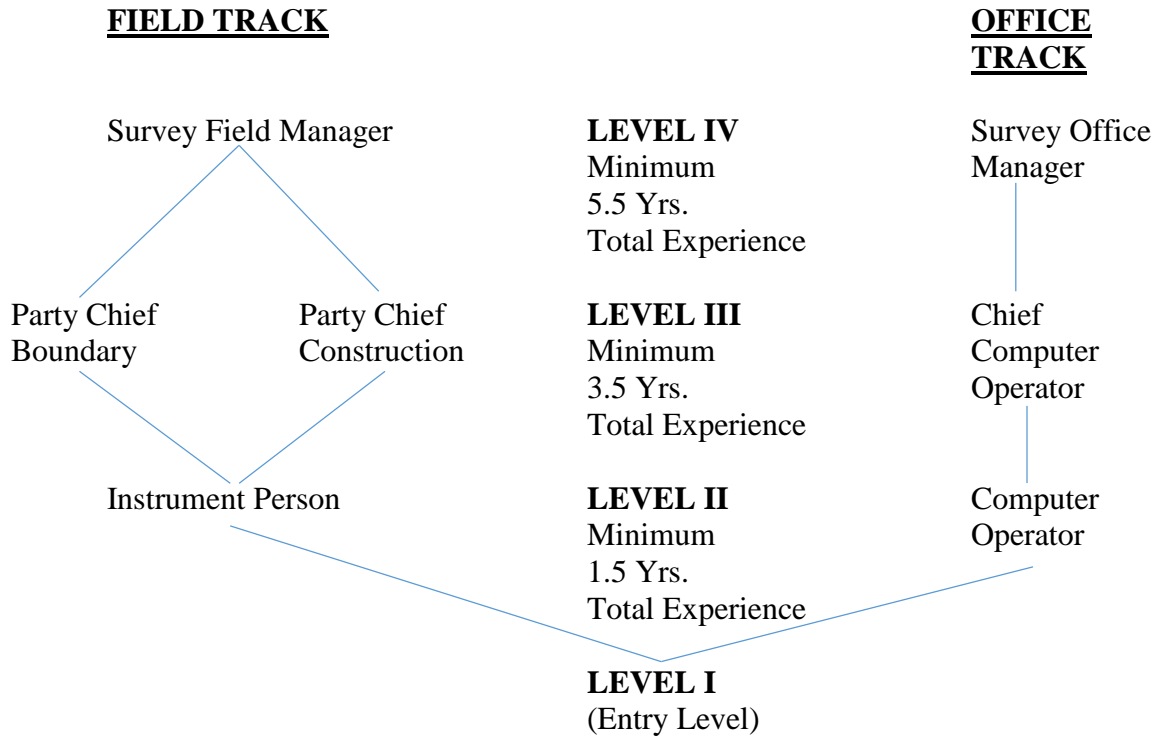 FIELD TRACK
OFFICE
TRACK
Survey Field Manager
LEVEL IV
Minimum
5.5 Yrs.
Total Experience
Survey Office
Manager
Party Chief
Boundary
Party Chief
Construction
LEVEL III
Minimum
3.5 Yrs.
Total Experience
Chief
Computer
Operator
Instrument Person
LEVEL II
Minimum
1.5 Yrs.
Total Experience
Computer
Operator
LEVEL I
(Entry Level)